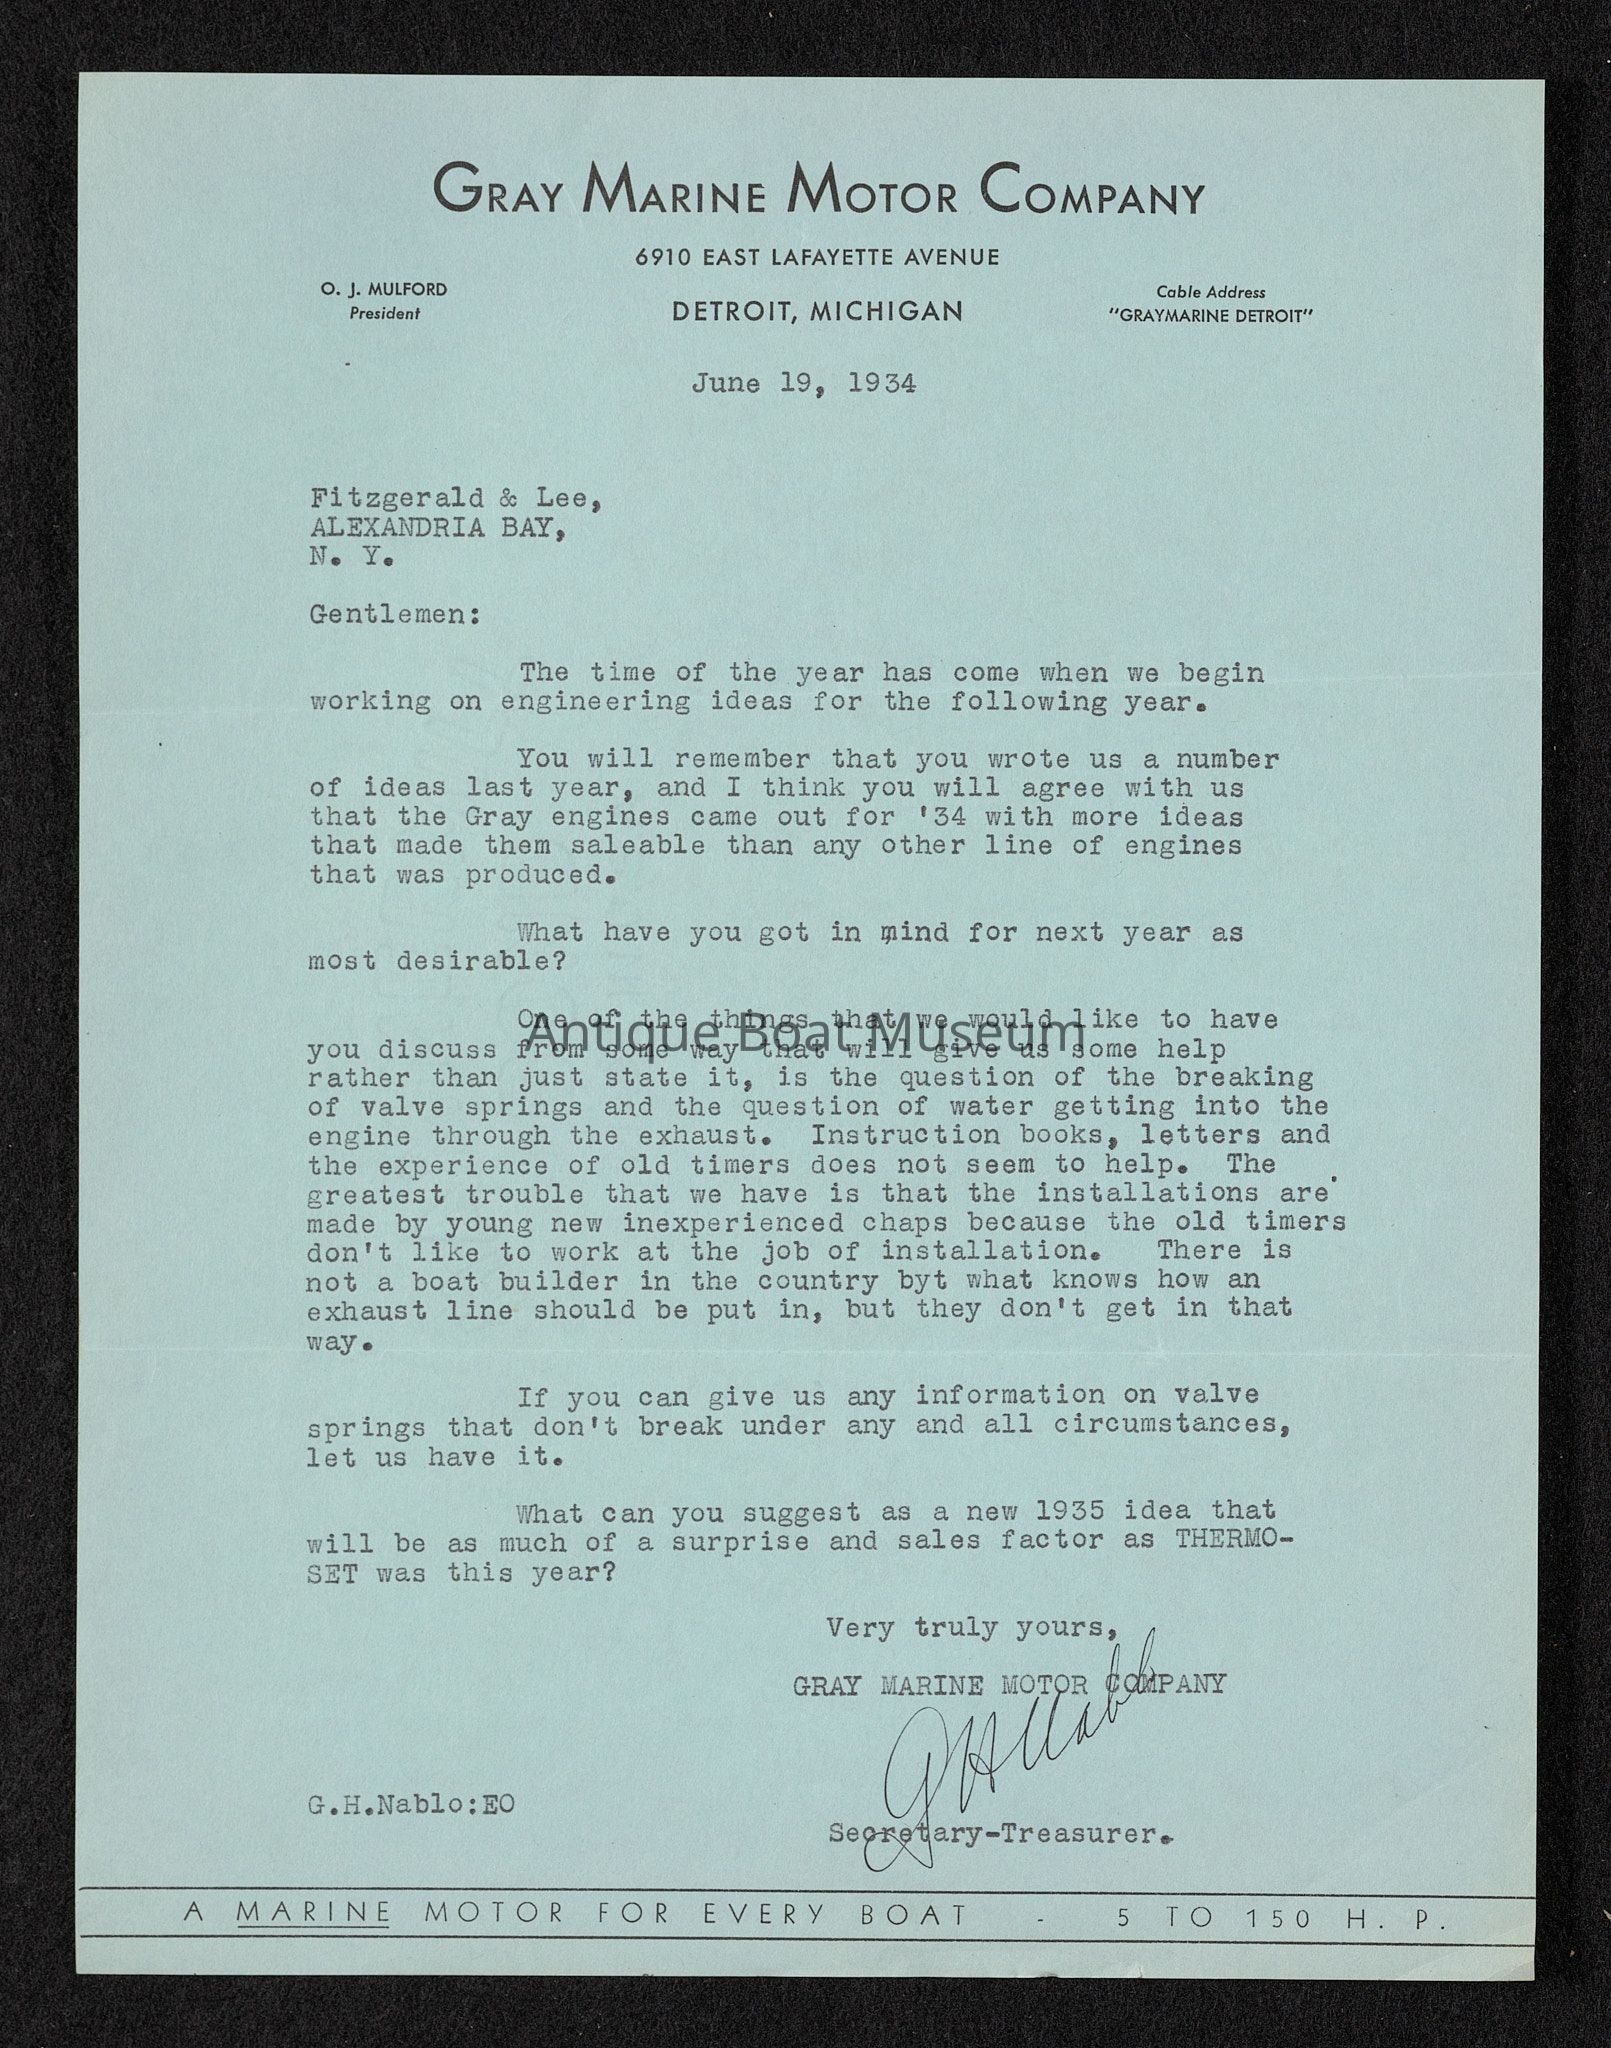 GRAY MARINE MOTOR COMPANY
6910 EAST LAFAYETTE AVENUE
O. J. MULFORD
President
DETROIT, MICHIGAN
Cable Address
"GRAYMARINE DETROIT"
June 19, 1934
Fitzgerald & Lee,
ALEXANDRIA BAY,
N. Y.
Gentlemen:
The time of the year has come when we begin
working on engineering ideas for the following year.
You will remember that you wrote us a number
of ideas last year, and I think you will agree with us
that the Gray engines came out for '34 with more ideas
that made them saleable than any other line of engines
that was produced.
What have you got in mind for next year as
most desirable?
One of the things that we would like to have
Antique Boat Museum
you discuss from some way that will give us some help
rather than just state it, is the question of the breaking
of valve springs and the question of water getting into the
engine through the exhaust. Instruction books, letters and
the experience of old timers does not seem to help. The
greatest trouble that we have is that the installations are
made by young new inexperienced chaps because the old timers
don't like to work at the job of installation. There is
not a boat builder in the country byt what knows how an
exhaust line should be put in, but they don't get in that
way.
If you can give us any information on valve
springs that don't break under any and all circumstances,
let us have it.
What can you suggest as a new 1935 idea that
will be as much of a surprise and sales factor as THERMO-
SET was this year?
Very truly yours,
GRAY MARINE MOTOR COMPANY
G H Nablo
G.H.Nablo:EO
Secretary-Treasurer.
A MARINE MOTOR FOR EVERY BOAT - 5 TO 150 H. P.